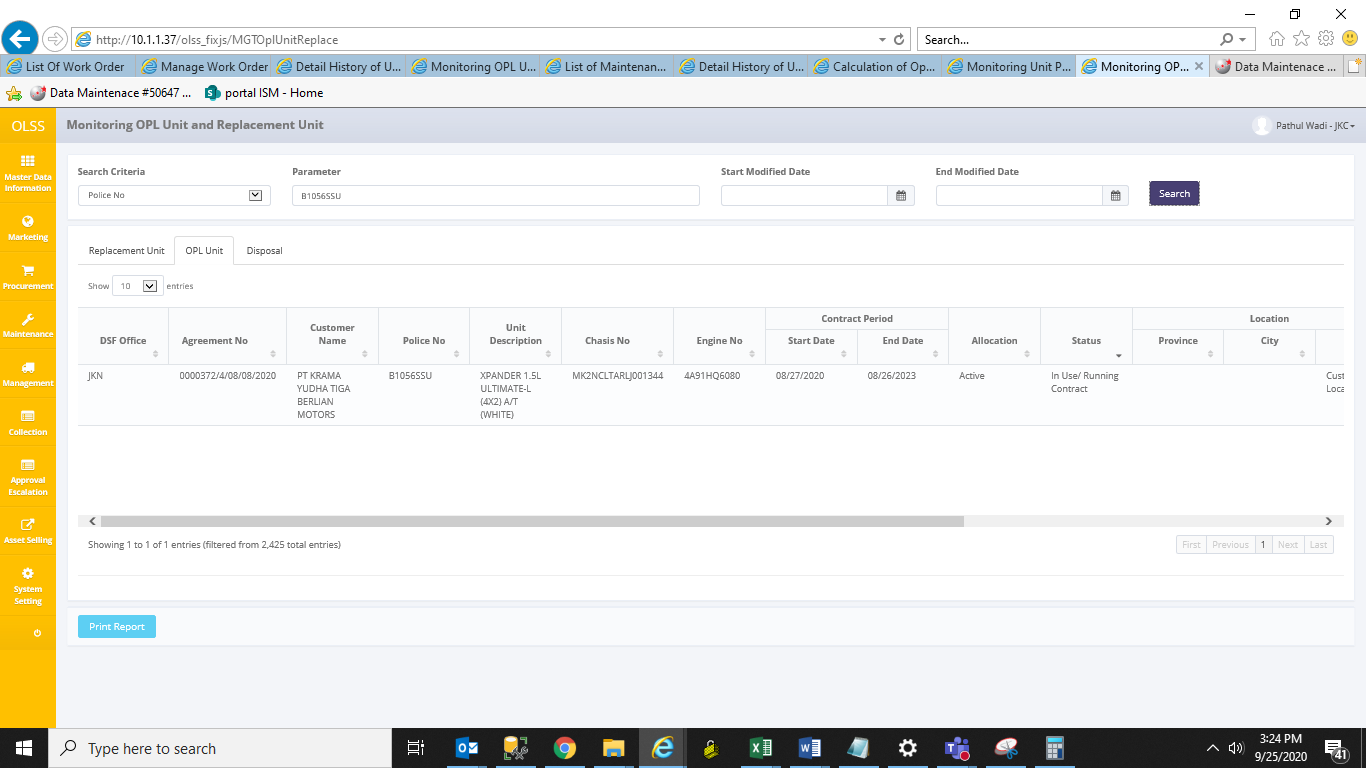 http://10.1.1.37/olss_fixjs/MGTOplUnitReplace
Search...
List Of Work Order
Manage Work Order
Detail History of U...
Monitoring OPL U...
List of Maintenan...
Detail History of U...
Calculation of Op...
Monitoring Unit P...
Monitoring OP...
Data Maintenace ...
Data Maintenace #50647 ...
portal ISM - Home
OLSS
Monitoring OPL Unit and Replacement Unit
Pathul Wadi - JKC
Master Data
Information
Marketing
Procurement
Maintenance
Management
Collection
Approval
Escalation
Asset Selling
System
Setting
Search Criteria
Parameter
Start Modified Date
End Modified Date
Police No
B1056SSU
Search
Replacement Unit
OPL Unit
Disposal
Show 10 entries
Contract Period
Location
DSF Office
Agreement No
Customer
Name
Police No
Unit
Description
Chasis No
Engine No
Start Date
End Date
Allocation
Status
Province
City
JKN
0000372/4/08/08/2020
PT KRAMA
YUDHA TIGA
BERLIAN
MOTORS
B1056SSU
XPANDER 1.5L
ULTIMATE-L
(4X2) A/T
(WHITE)
MK2NCLTARLJ001344
4A91HQ6080
08/27/2020
08/26/2023
Active
In Use/ Running
Contract
Cust
Loca
Showing 1 to 1 of 1 entries (filtered from 2,425 total entries)
First Previous 1 Next Last
Print Report
Type here to search
3:24 PM
9/25/2020
41